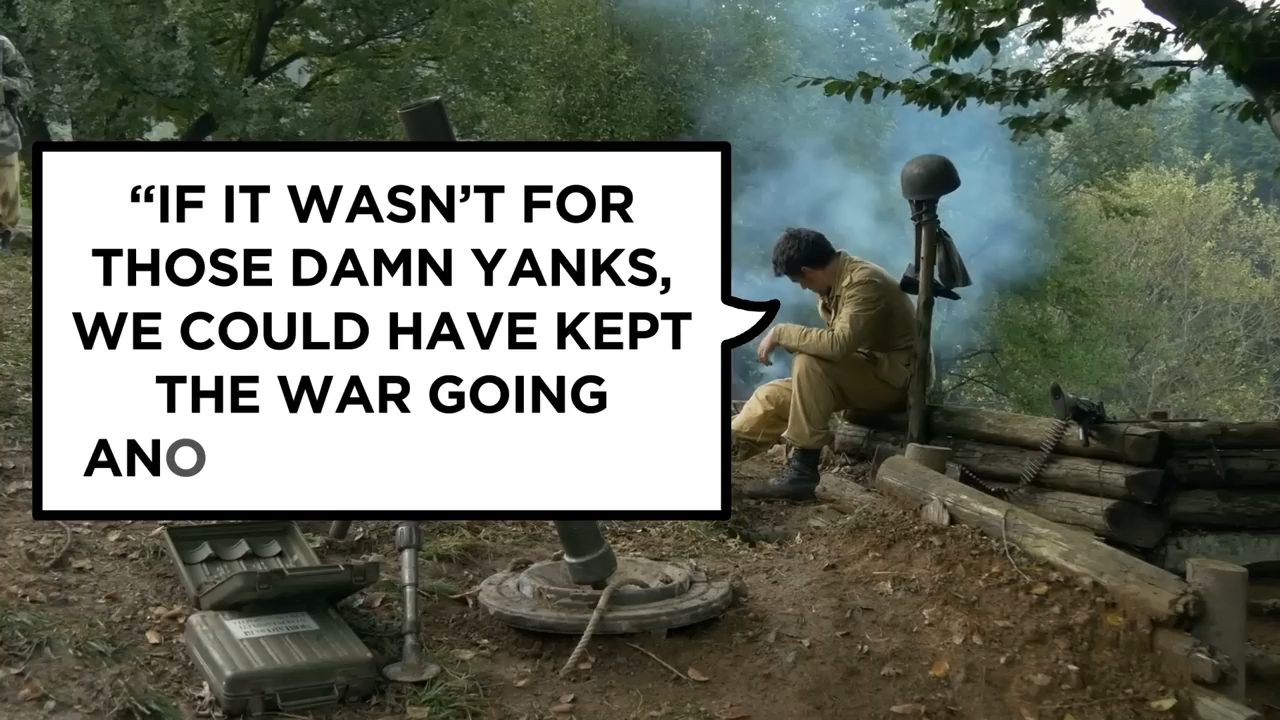 “IF IT WASN’T FOR
THOSE DAMN YANKS,
WE COULD HAVE KEPT
THE WAR GOING
ANO